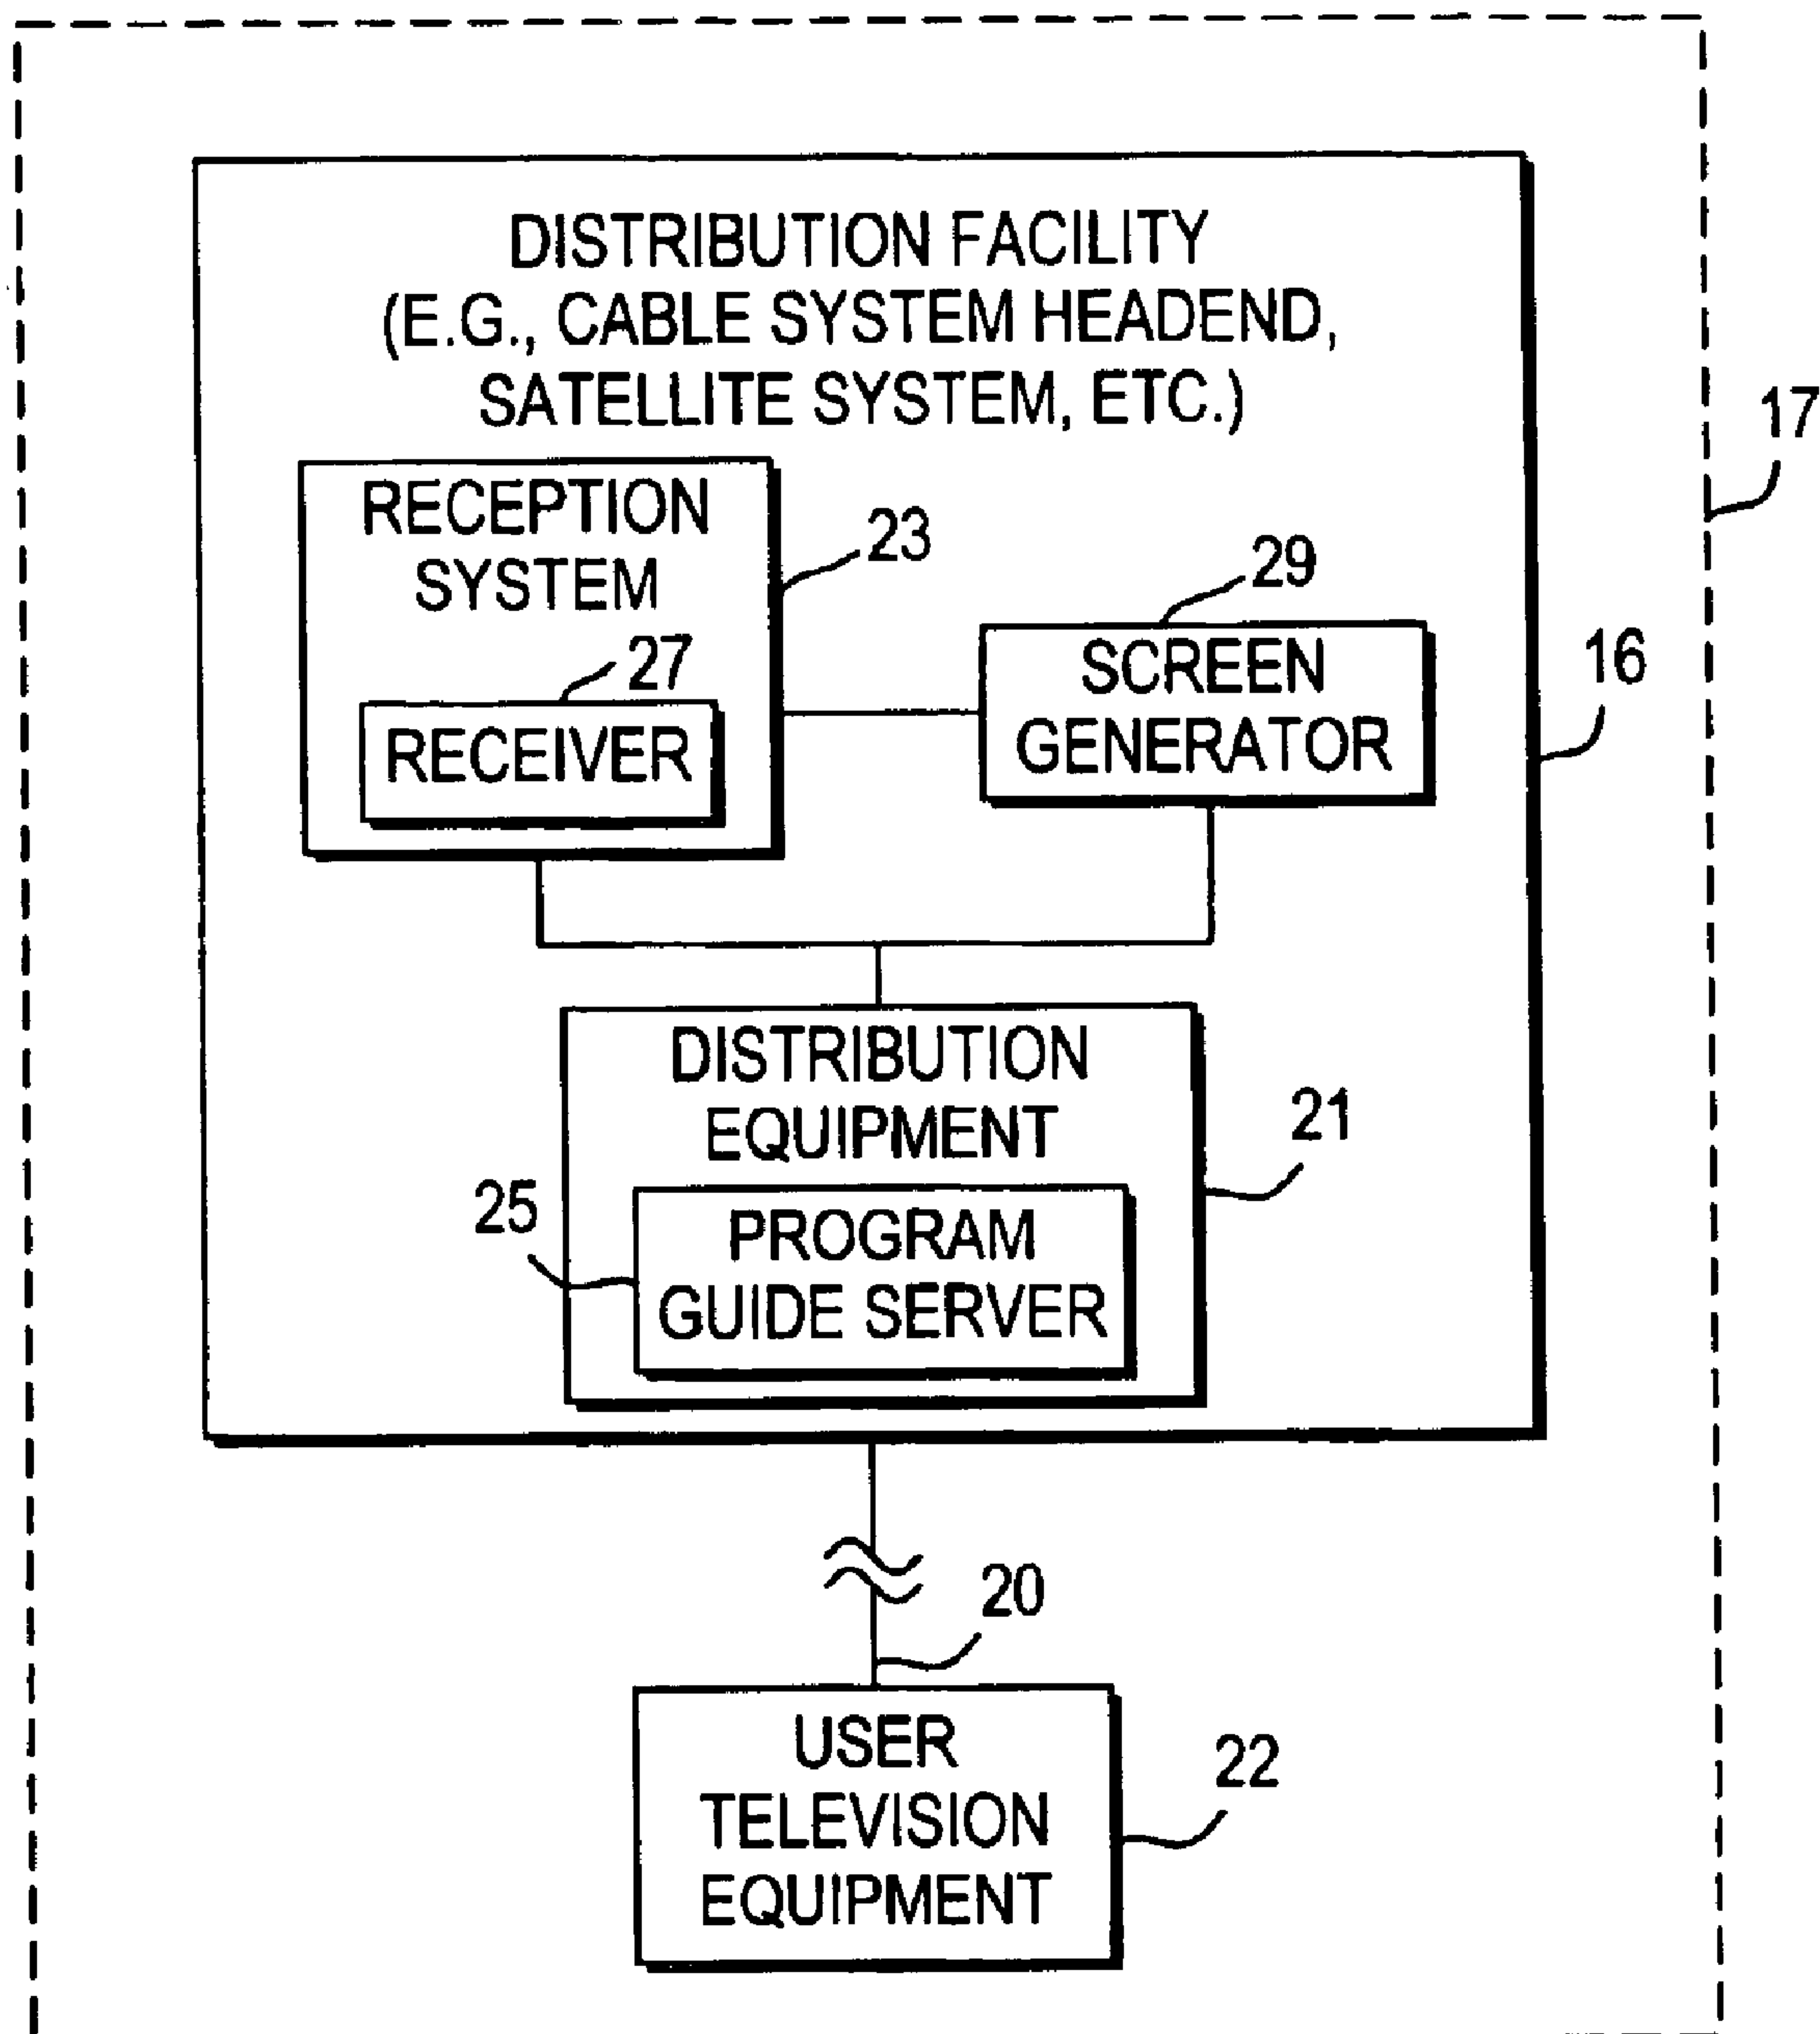 DISTRIBUTION FACILITY
(E.G., CABLE SYSTEM HEADEND,
SATELLITE SYSTEM, ETC.)
17
RECEPTION
SYSTEM
23
29
27
RECEIVER
SCREEN
GENERATOR
16
DISTRIBUTION
EQUIPMENT
21
25
PROGRAM
GUIDE SERVER
20
USER
TELEVISION
EQUIPMENT
22